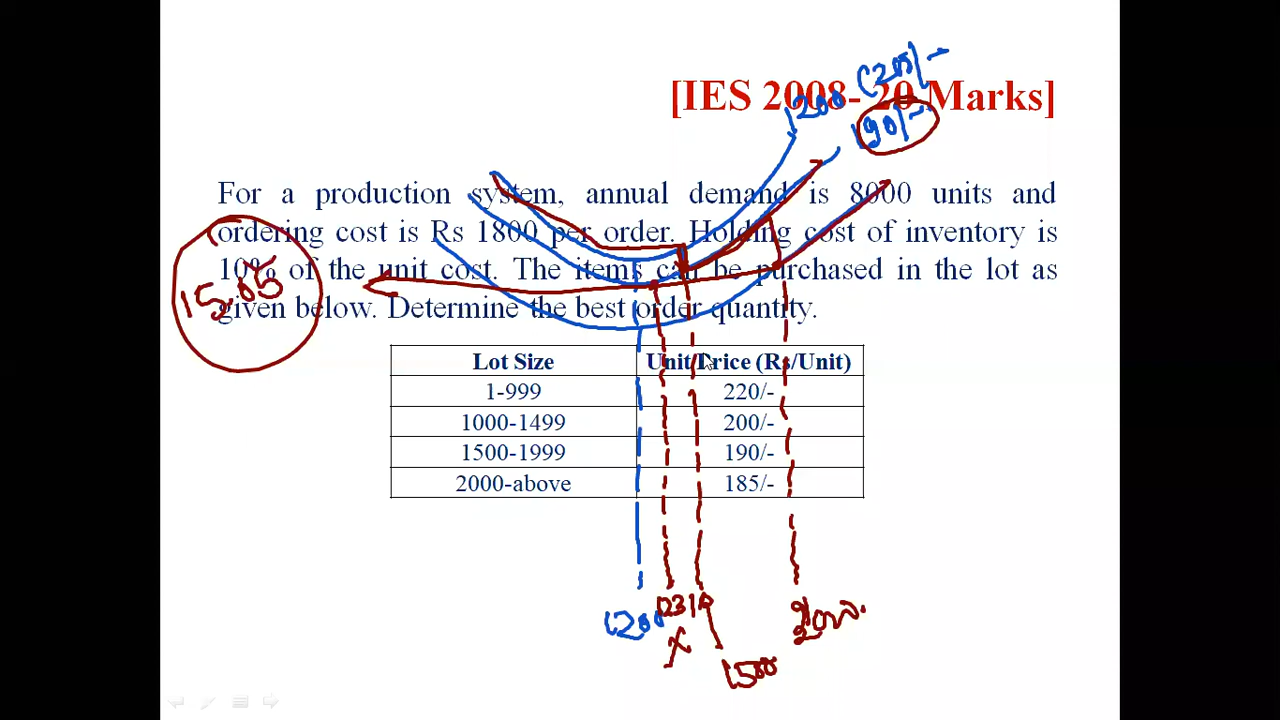 [IES 2008- 20 Marks]
1200
190/-
For a production system, annual demand is 8000 units and
ordering cost is Rs 1800 per order. Holding cost of inventory is
10% of the unit cost. The items can be purchased in the lot as
given below. Determine the best order quantity.
Lot Size Unit Price (Rs/Unit)
1-999 220/-
1000-1499 200/-
1500-1999 190/-
2000-above 185/-
1200
1500
2000